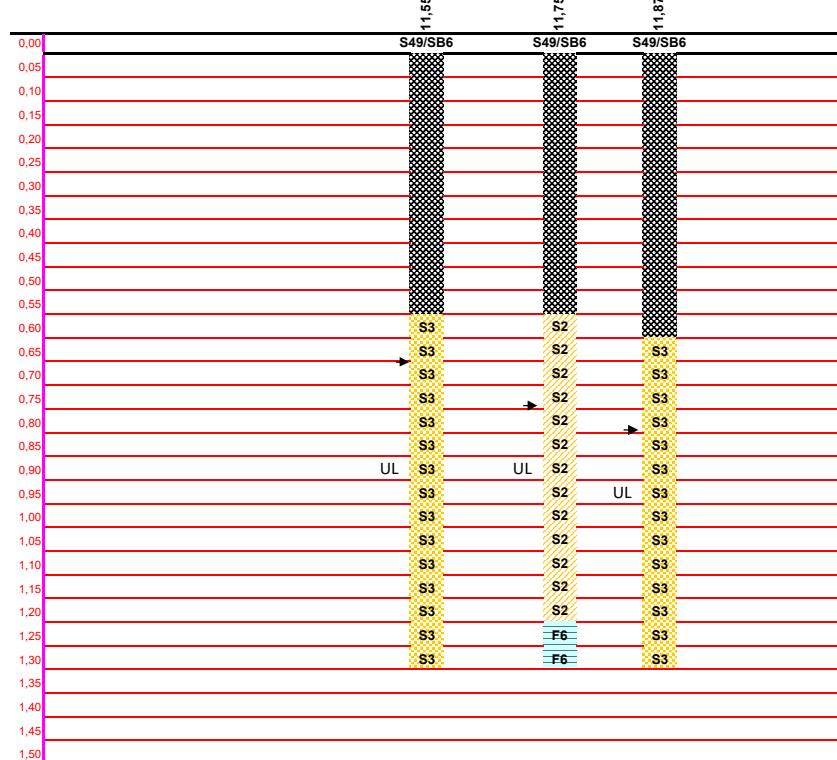 11,55 11,75 11,87
0,00 S49/SB6 S49/SB6 S49/SB6
0,05
0,10
0,15
0,20
0,25
0,30
0,35
0,40
0,45
0,50
0,55
0,60 S3 S2
0,65 S3 S2 S3
0,70 S3 S2 S3
0,75 S3 S2 S3
0,80 S3 S2 S3
0,85 S3 S2 S3
0,90 UL S3 UL S2 S3
0,95 S3 S2 UL S3
1,00 S3 S2 S3
1,05 S3 S2 S3
1,10 S3 S2 S3
1,15 S3 S2 S3
1,20 S3 S2 S3
1,25 S3 F6 S3
1,30 S3 F6 S3
1,35
1,40
1,45
1,50